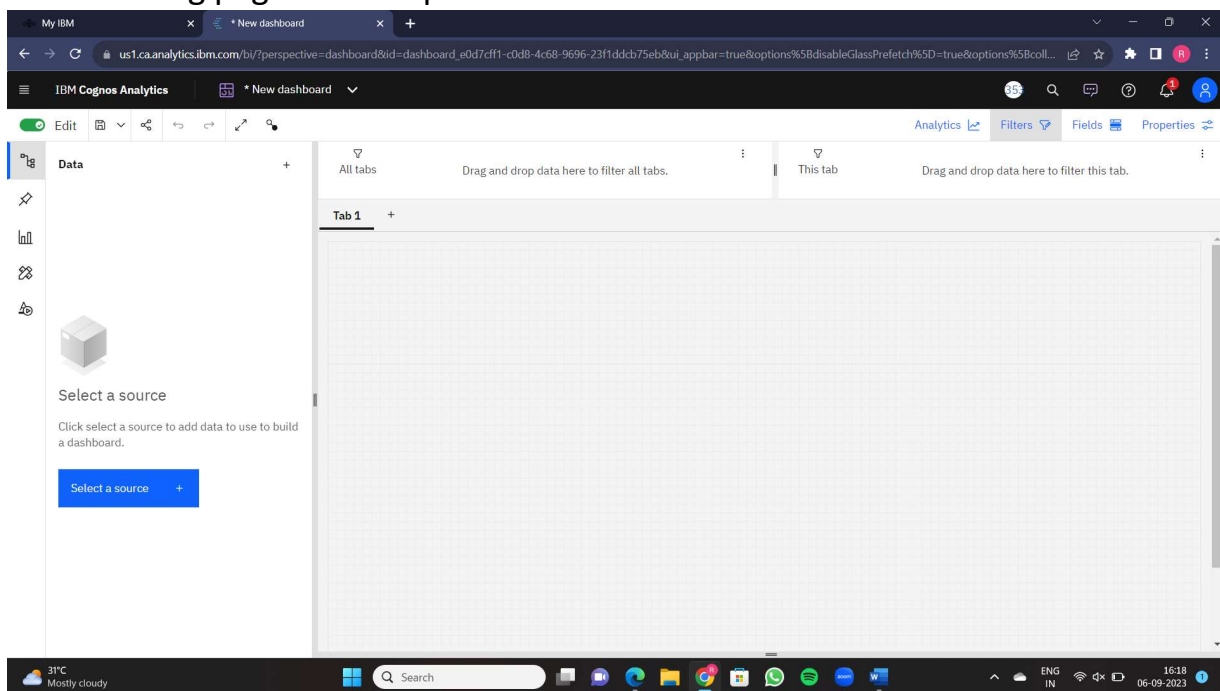 My IBM
* New dashboard
us1.ca.analytics.ibm.com/bi/?perspective=dashboard&id=dashboard_e0d7cff1-c0d8-4c68-9696-23f1ddcb75eb&ui_appbar=true&options%5BdisableGlassPrefetch%5D=true&options%5Bcoll...
R
IBM Cognos Analytics
* New dashboard
353
1
Edit
Analytics
Filters
Fields
Properties
Data
All tabs
Drag and drop data here to filter all tabs.
This tab
Drag and drop data here to filter this tab.
Tab 1
Select a source
Click select a source to add data to use to build
a dashboard.
Select a source +
31°C
Mostly cloudy
Search
R
zoom
W
ENG
IN
16:18
06-09-2023
1